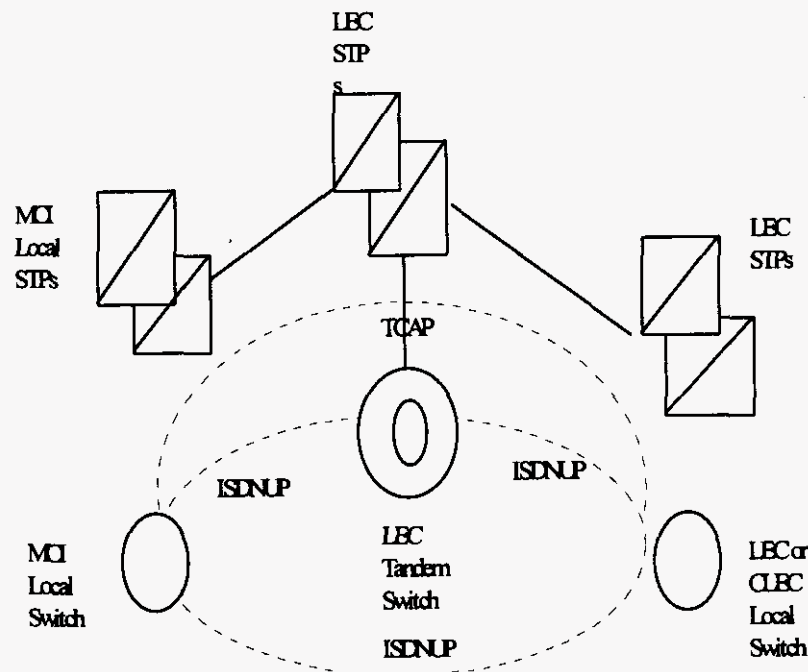 LEC
STP
s
MCI
Local
STPs
LEC
STPs
TCAP
ISDNUP
ISDNUP
MCI
Local
Switch
LEC
Tandem
Switch
LEC or
CLEC
Local
Switch
ISDNUP